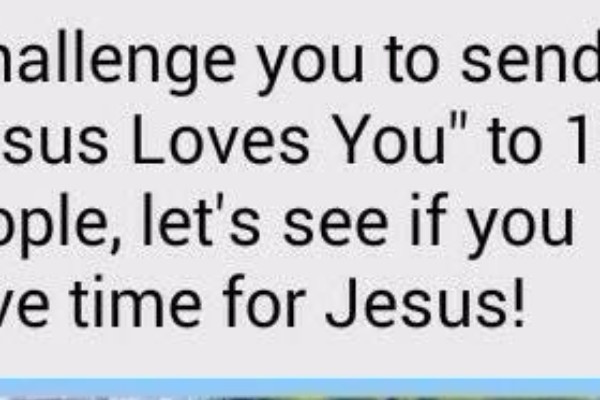 hallenge you to send
sus Loves You" to 1
ople, let's see if you
ve time for Jesus!